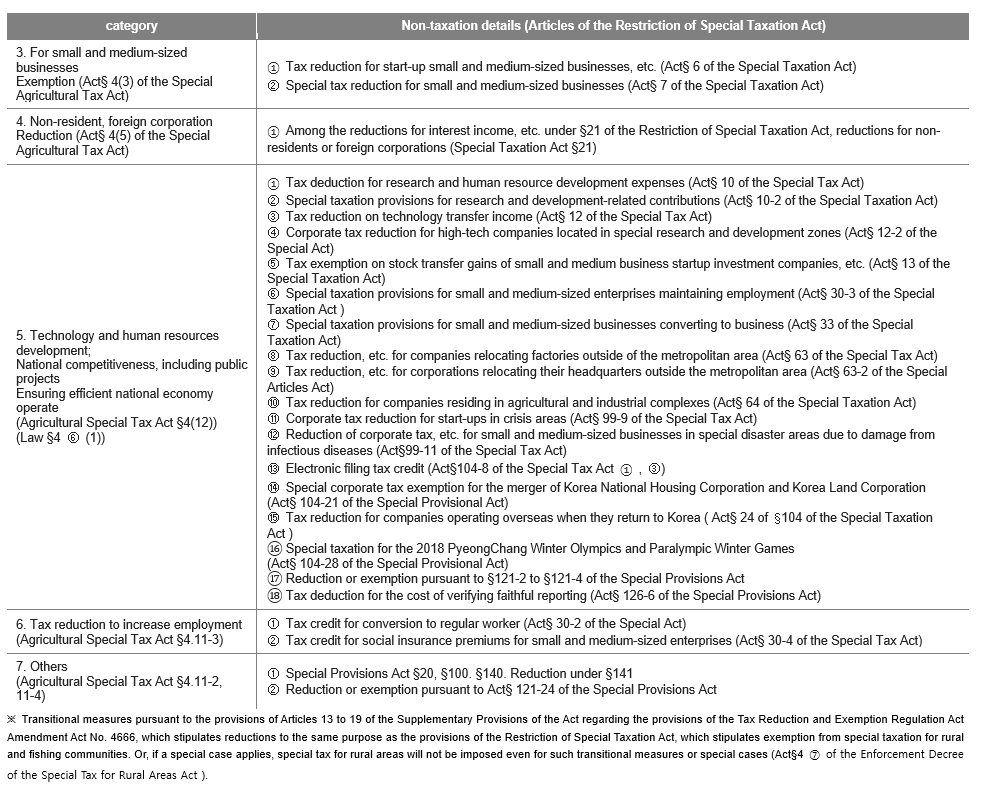 category
Non-taxation details (Articles of the Restriction of Special Taxation Act)
3. For small and medium-sized
businesses
Exemption (Act§ 4(3) of the Special
Agricultural Tax Act)
① Tax reduction for start-up small and medium-sized businesses, etc. (Act§ 6 of the Special Taxation Act)
② Special tax reduction for small and medium-sized businesses (Act§ 7 of the Special Taxation Act)
4. Non-resident, foreign corporation
Reduction (Act§ 4(5) of the Special
Agricultural Tax Act)
① Among the reductions for interest income, etc. under §21 of the Restriction of Special Taxation Act, reductions for non-
residents or foreign corporations (Special Taxation Act §21)
5. Technology and human resources
development;
National competitiveness, including public
projects
Ensuring efficient national economy
operate
(Agricultural Special Tax Act §4(12))
(Law §4 ⑥ (1))
① Tax deduction for research and human resource development expenses (Act§ 10 of the Special Tax Act)
② Special taxation provisions for research and development-related contributions (Act§ 10-2 of the Special Taxation Act)
③ Tax reduction on technology transfer income (Act§ 12 of the Special Tax Act)
④ Corporate tax reduction for high-tech companies located in special research and development zones (Act§ 12-2 of the
Special Act)
⑤ Tax exemption on stock transfer gains of small and medium business startup investment companies, etc. (Act§ 13 of the
Special Taxation Act)
⑥ Special taxation provisions for small and medium-sized enterprises maintaining employment (Act§ 30-3 of the Special
Taxation Act )
⑦ Special taxation provisions for small and medium-sized businesses converting to business (Act§ 33 of the Special
Taxation Act)
⑧ Tax reduction, etc. for companies relocating factories outside of the metropolitan area (Act§ 63 of the Special Tax Act)
⑨ Tax reduction, etc. for corporations relocating their headquarters outside the metropolitan area (Act§ 63-2 of the Special
Articles Act)
⑩ Tax reduction for companies residing in agricultural and industrial complexes (Act§ 64 of the Special Taxation Act)
⑪ Corporate tax reduction for start-ups in crisis areas (Act§ 99-9 of the Special Tax Act)
⑫ Reduction of corporate tax, etc. for small and medium-sized businesses in special disaster areas due to damage from
infectious diseases (Act§99-11 of the Special Tax Act)
⑬ Electronic filing tax credit (Act§104-8 of the Special Tax Act ① , ③)
⑭ Special corporate tax exemption for the merger of Korea National Housing Corporation and Korea Land Corporation
(Act§ 104-21 of the Special Provisional Act)
⑮ Tax reduction for companies operating overseas when they return to Korea ( Act§ 24 of §104 of the Special Taxation
Act )
⑯ Special taxation for the 2018 PyeongChang Winter Olympics and Paralympic Winter Games
(Act§ 104-28 of the Special Provisional Act)
⑰ Reduction or exemption pursuant to §121-2 to §121-4 of the Special Provisions Act
⑱ Tax deduction for the cost of verifying faithful reporting (Act§ 126-6 of the Special Provisions Act)
6. Tax reduction to increase employment
(Agricultural Special Tax Act §4.11-3)
① Tax credit for conversion to regular worker (Act§ 30-2 of the Special Act)
② Tax credit for social insurance premiums for small and medium-sized enterprises (Act§ 30-4 of the Special Tax Act)
7. Others
(Agricultural Special Tax Act §4.11-2,
11-4)
① Special Provisions Act §20, §100. §140. Reduction under §141
② Reduction or exemption pursuant to Act§ 121-24 of the Special Provisions Act
※ Transitional measures pursuant to the provisions of Articles 13 to 19 of the Supplementary Provisions of the Act regarding the provisions of the Tax Reduction and Exemption Regulation Act
Amendment Act No. 4666, which stipulates reductions to the same purpose as the provisions of the Restriction of Special Taxation Act, which stipulates exemption from special taxation for rural
and fishing communities. Or, if a special case applies, special tax for rural areas will not be imposed even for such transitional measures or special cases (Act§4 ⑦ of the Enforcement Decree
of the Special Tax for Rural Areas Act ).